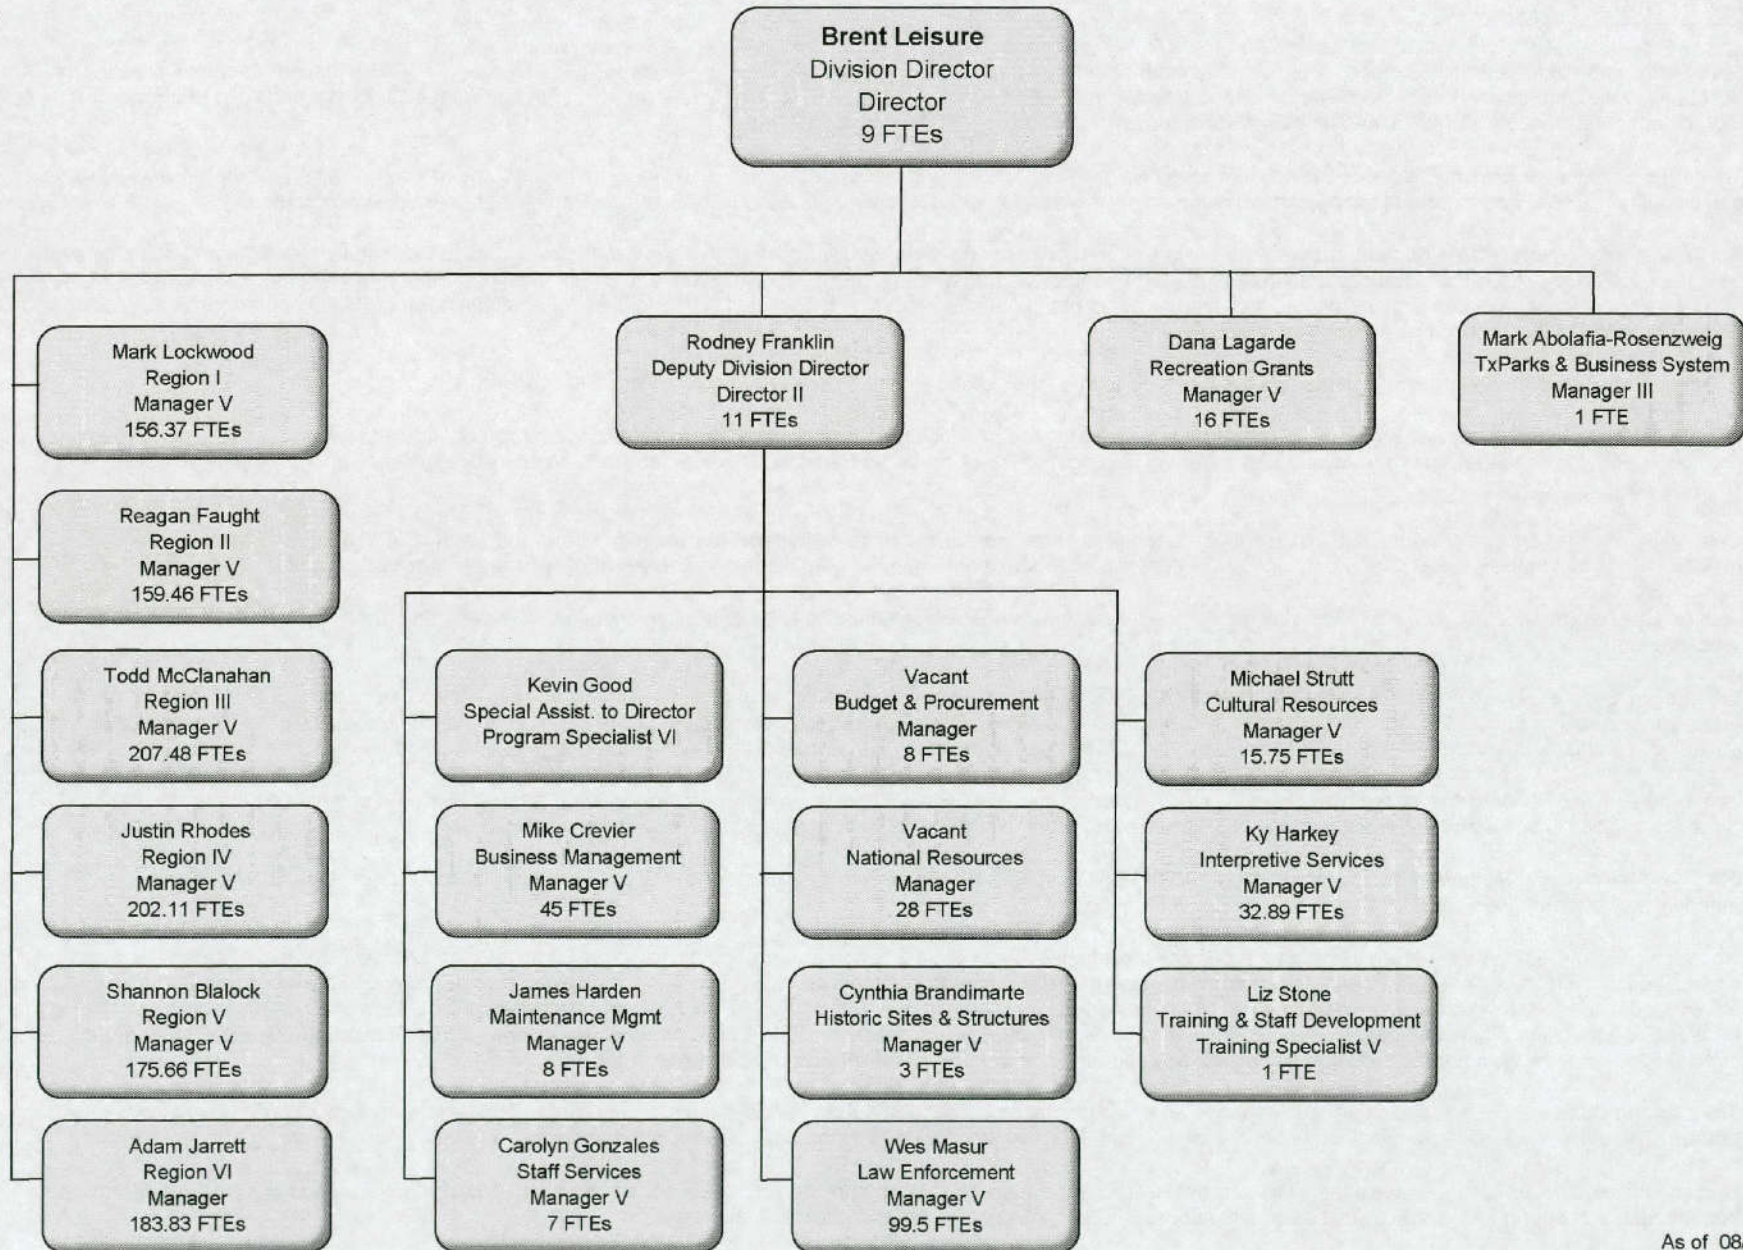 Brent Leisure
Division Director
Director
9 FTEs
Mark Lockwood
Region I
Manager V
156.37 FTEs
Rodney Franklin
Deputy Division Director
Director II
11 FTEs
Dana Lagarde
Recreation Grants
Manager V
16 FTEs
Mark Abolafia-Rosenzweig
TxParks & Business System
Manager III
1 FTE
Reagan Faught
Region II
Manager V
159.46 FTEs
Todd McClanahan
Region III
Manager V
207.48 FTEs
Justin Rhodes
Region IV
Manager V
202.11 FTEs
Shannon Blalock
Region V
Manager V
175.66 FTEs
Adam Jarrett
Region VI
Manager
183.83 FTEs
Kevin Good
Special Assist. to Director
Program Specialist VI
Mike Crevier
Business Management
Manager V
45 FTEs
James Harden
Maintenance Mgmt
Manager V
8 FTEs
Carolyn Gonzales
Staff Services
Manager V
7 FTEs
Vacant
Budget & Procurement
Manager
8 FTEs
Vacant
National Resources
Manager
28 FTEs
Cynthia Brandimarte
Historic Sites & Structures
Manager V
3 FTEs
Wes Masur
Law Enforcement
Manager V
99.5 FTEs
Michael Strutt
Cultural Resources
Manager V
15.75 FTEs
Ky Harkey
Interpretive Services
Manager V
32.89 FTEs
Liz Stone
Training & Staff Development
Training Specialist V
1 FTE
As of 08